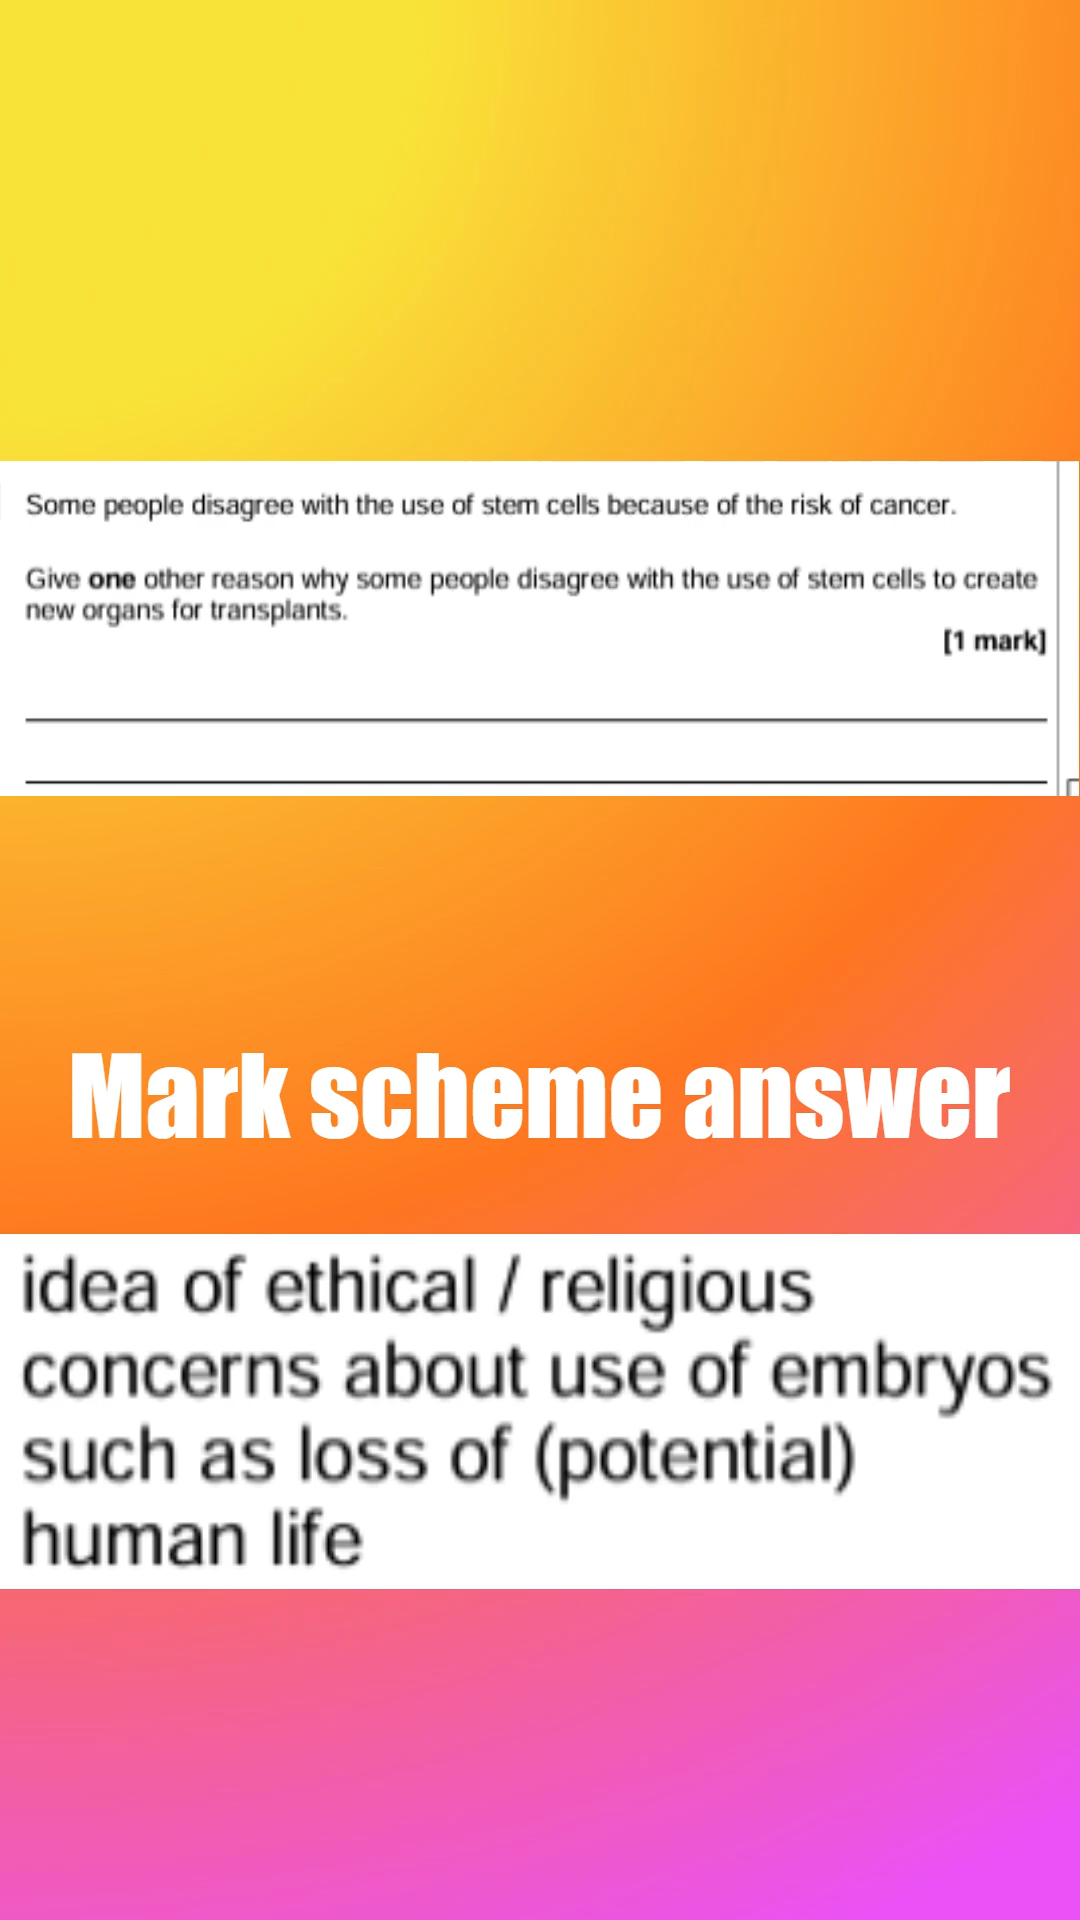 Some people disagree with the use of stem cells because of the risk of cancer.
Give one other reason why some people disagree with the use of stem cells to create
new organs for transplants.
[1 mark]
Mark scheme answer
idea of ethical / religious
concerns about use of embryos
such as loss of (potential)
human life